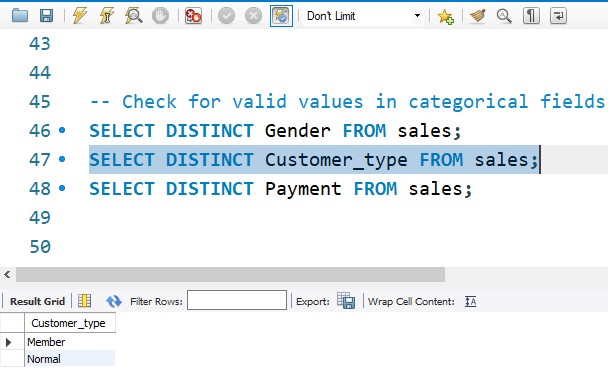 Don't Limit
43
44
45 -- Check for valid values in categorical fields
46 SELECT DISTINCT Gender FROM sales;
47 SELECT DISTINCT Customer_type FROM sales;
48 SELECT DISTINCT Payment FROM sales;
49
50
Result Grid Filter Rows: Export: Wrap Cell Content:
Customer_type
Member
Normal